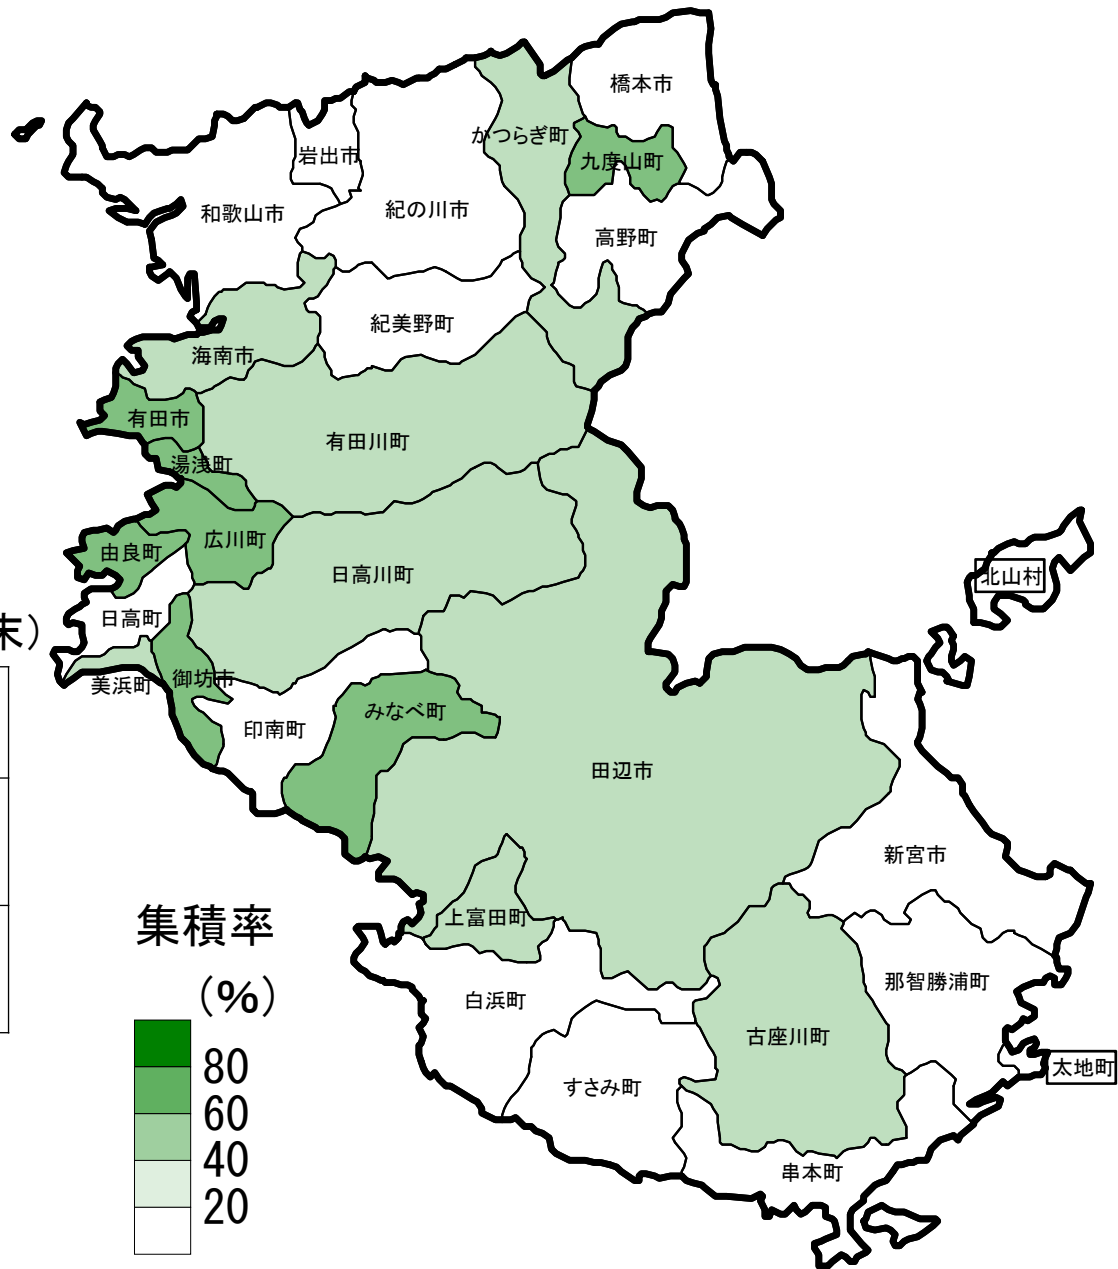 橋本市
かつらぎ町
岩出市
九度山町
和歌山市
紀の川市
高野町
紀美野町
海南市
有田市
有田川町
湯浅町
広川町
由良町
日高川町
北山村
日高町
末)
御坊市
美浜町
みなべ町
印南町
田辺市
新宮市
上富田町
集積率
(%)
那智勝浦町
白浜町
古座川町
太地町
すさみ町
串本町
80
60
40
20